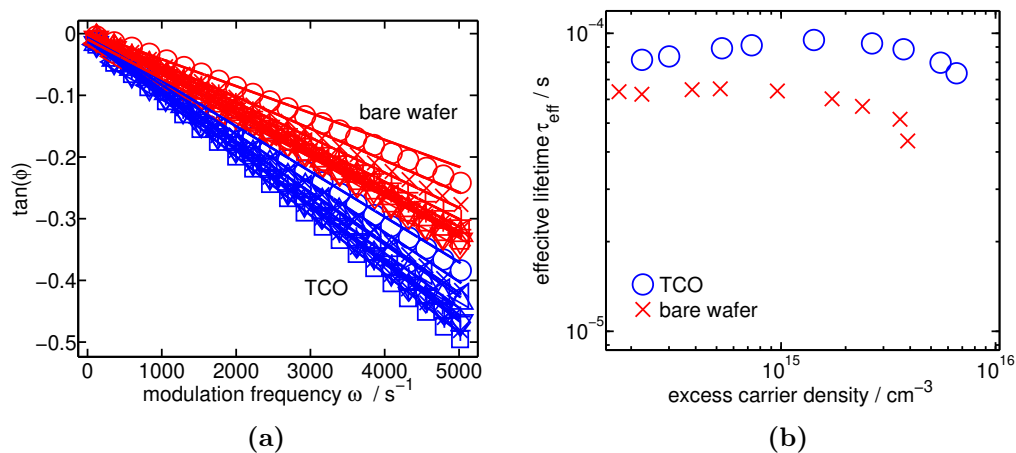 0
−0.1
−0.2
−0.3
−0.4
−0.5
tan(ϕ)
bare wafer
TCO
0 1000 2000 3000 4000 5000
modulation frequency ω / s⁻¹
(a)
10⁻⁴
10⁻⁵
effecitve lifetime τ_eff / s
TCO
bare wafer
10¹⁵ 10¹⁶
excess carrier density / cm⁻³
(b)